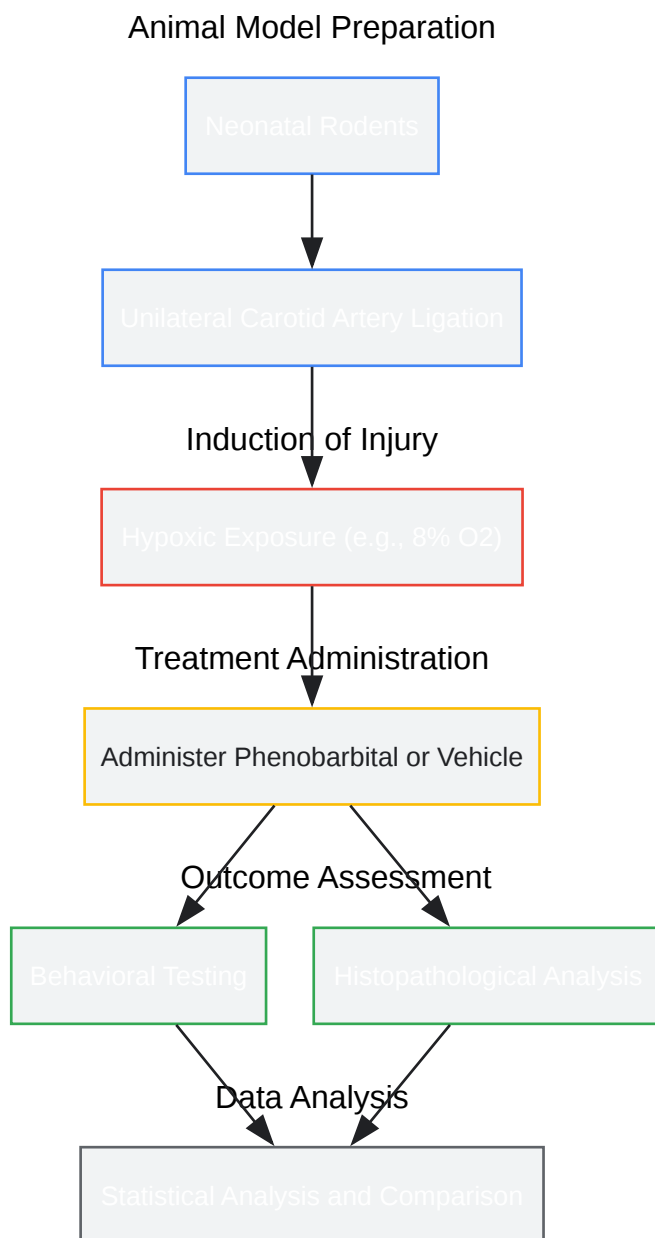 Animal Model Preparation
Neonatal Rodents
Unilateral Carotid Artery Ligation
Induction of Injury
Hypoxic Exposure (e.g., 8% O2)
Treatment Administration
Administer Phenobarbital or Vehicle
Outcome Assessment
Behavioral Testing
Histopathological Analysis
Data Analysis
Statistical Analysis and Comparison